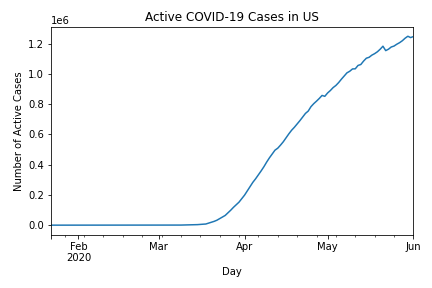 Active COVID-19 Cases in US
1e6
Number of Active Cases
1.2
1.0
0.8
0.6
0.4
0.2
0.0
Feb Mar Apr May Jun
2020
Day